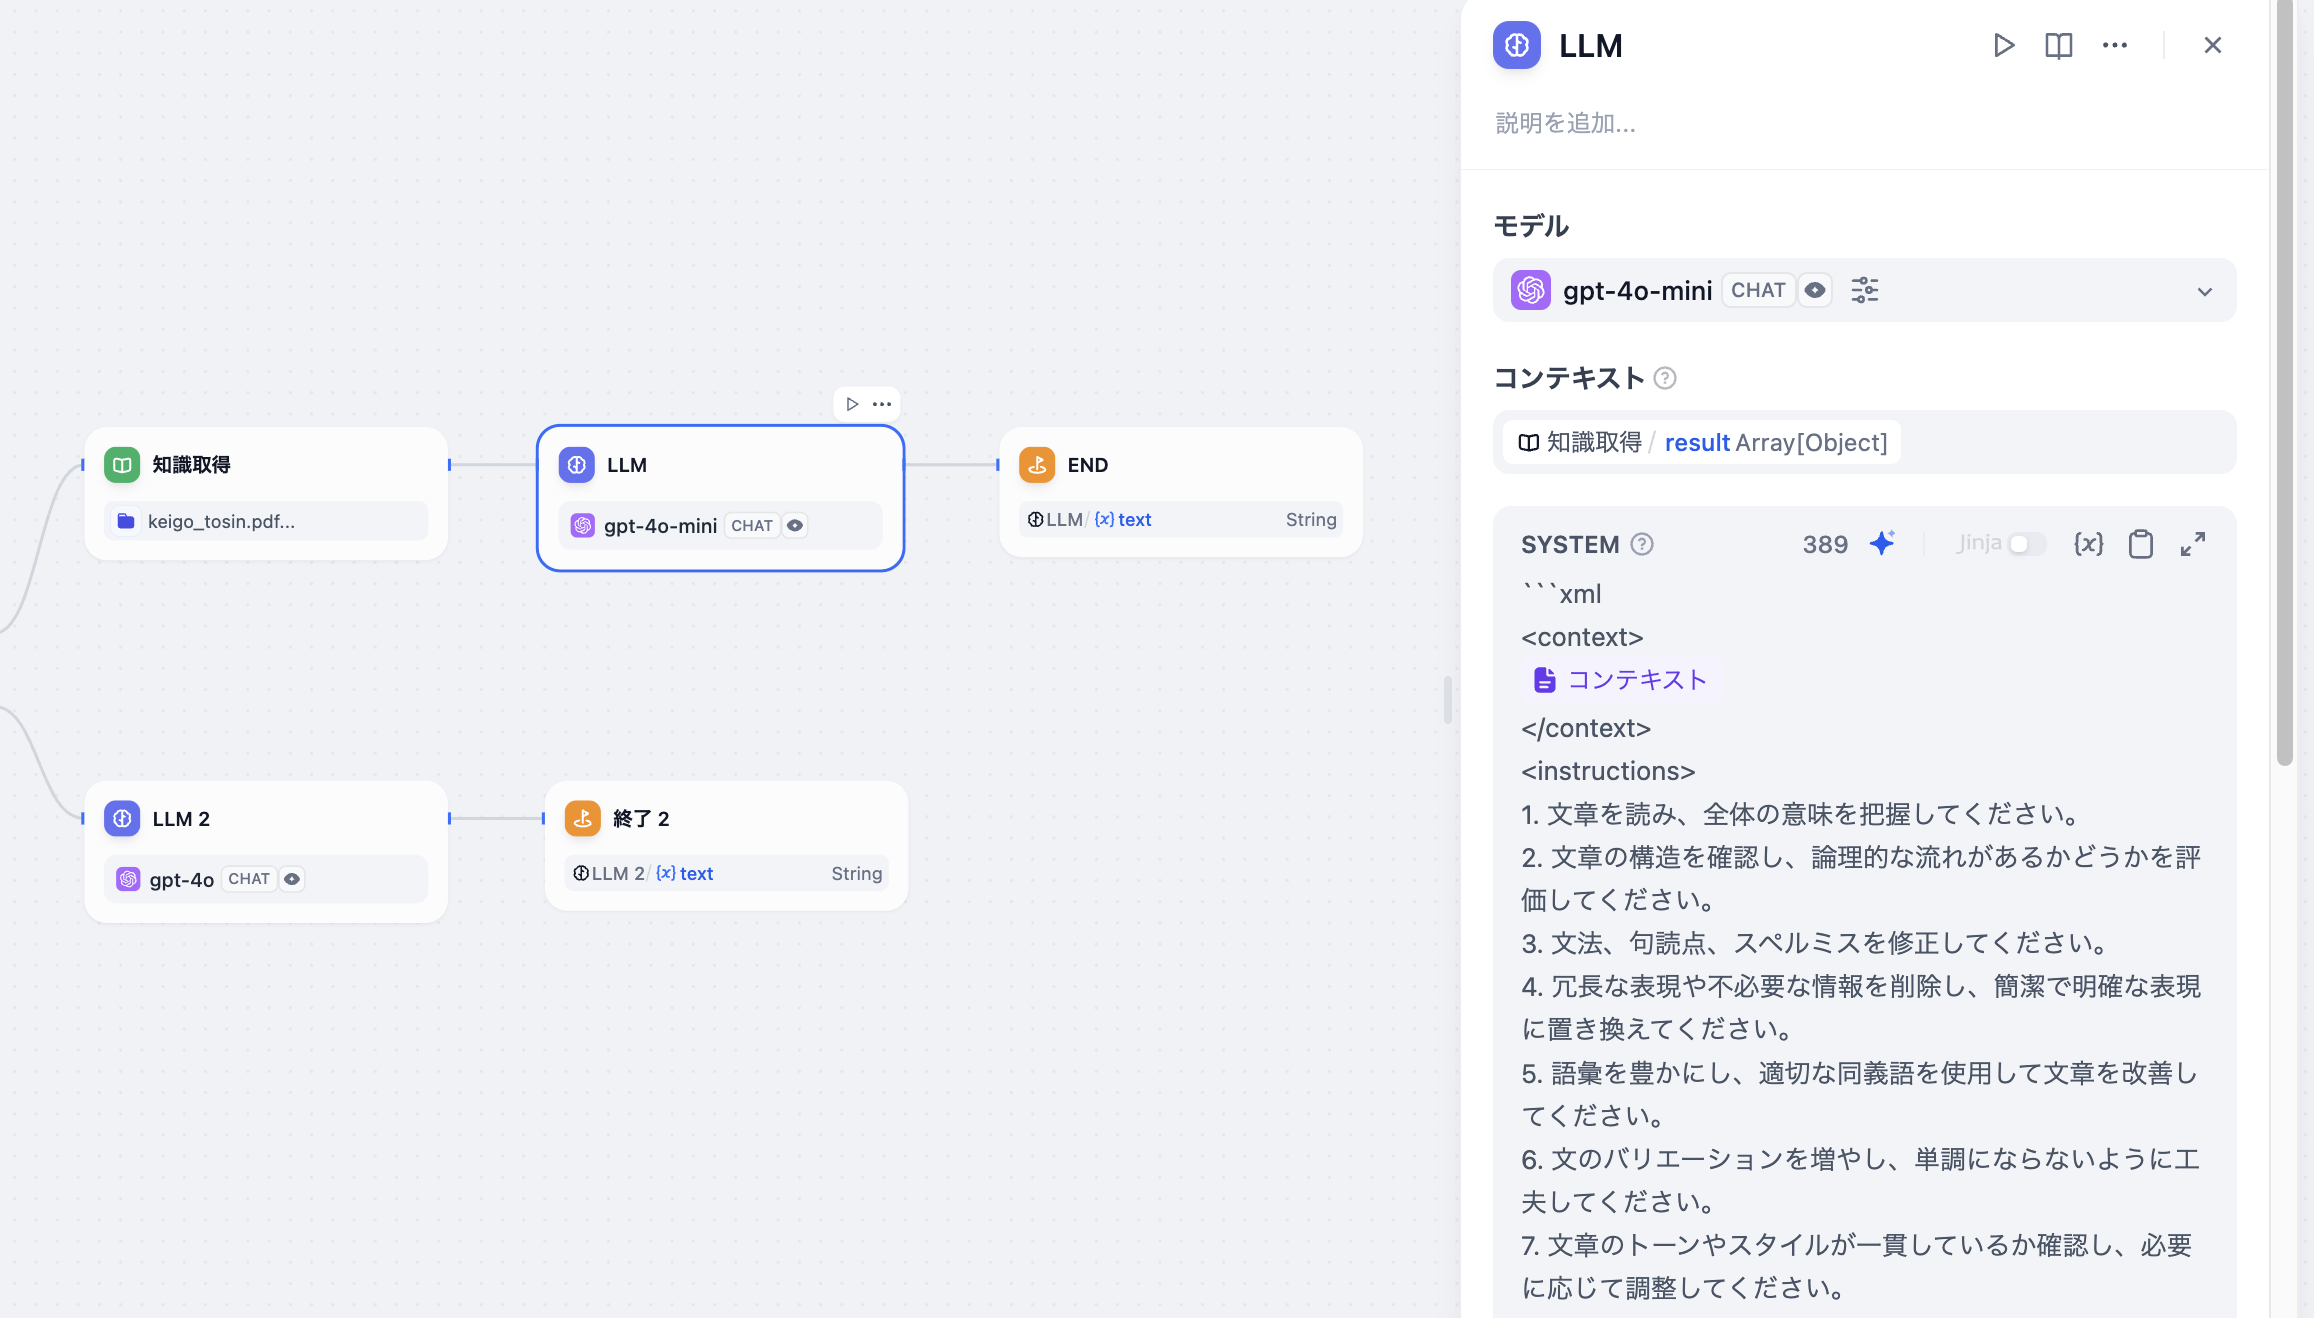 知識取得
keigo_tosin.pdf...
LLM
gpt-4o-mini CHAT
END
LLM/ {x} text String
LLM 2
gpt-4o CHAT
終了 2
LLM 2/ {x} text String
LLM
説明を追加...
モデル
gpt-4o-mini CHAT
コンテキスト ?
知識取得 / result Array[Object]
SYSTEM ? 389 Jinja {x}
```xml
<context>
コンテキスト
</context>
<instructions>
1. 文章を読み、全体の意味を把握してください。
2. 文章の構造を確認し、論理的な流れがあるかどうかを評
価してください。
3. 文法、句読点、スペルミスを修正してください。
4. 冗長な表現や不必要な情報を削除し、簡潔で明確な表現
に置き換えてください。
5. 語彙を豊かにし、適切な同義語を使用して文章を改善し
てください。
6. 文のバリエーションを増やし、単調にならないように工
夫してください。
7. 文章のトーンやスタイルが一貫しているか確認し、必要
に応じて調整してください。